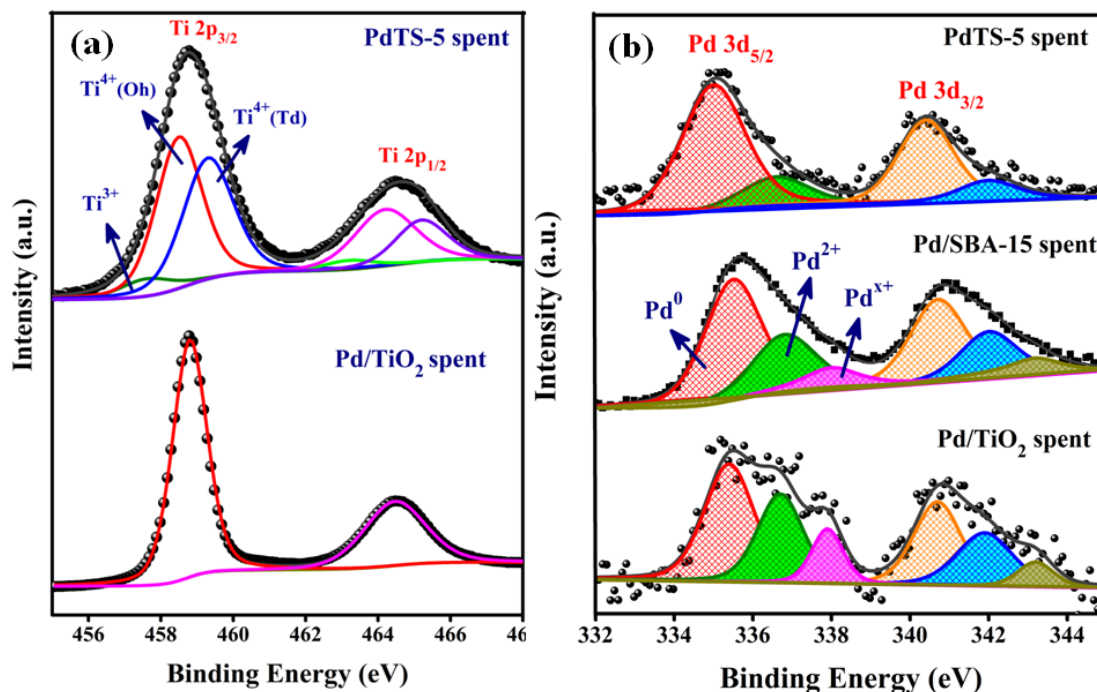 (a)
Ti 2p3/2
PdTS-5 spent
Ti4+(Oh)
Ti4+(Td)
Ti 2p1/2
Ti3+
Pd/TiO2 spent
Intensity (a.u.)
456 458 460 462 464 466 46
Binding Energy (eV)
(b)
PdTS-5 spent
Pd 3d5/2
Pd 3d3/2
Pd/SBA-15 spent
Pd0
Pd2+
Pdx+
Pd/TiO2 spent
Intensity (a.u.)
332 334 336 338 340 342 344
Binding Energy (eV)